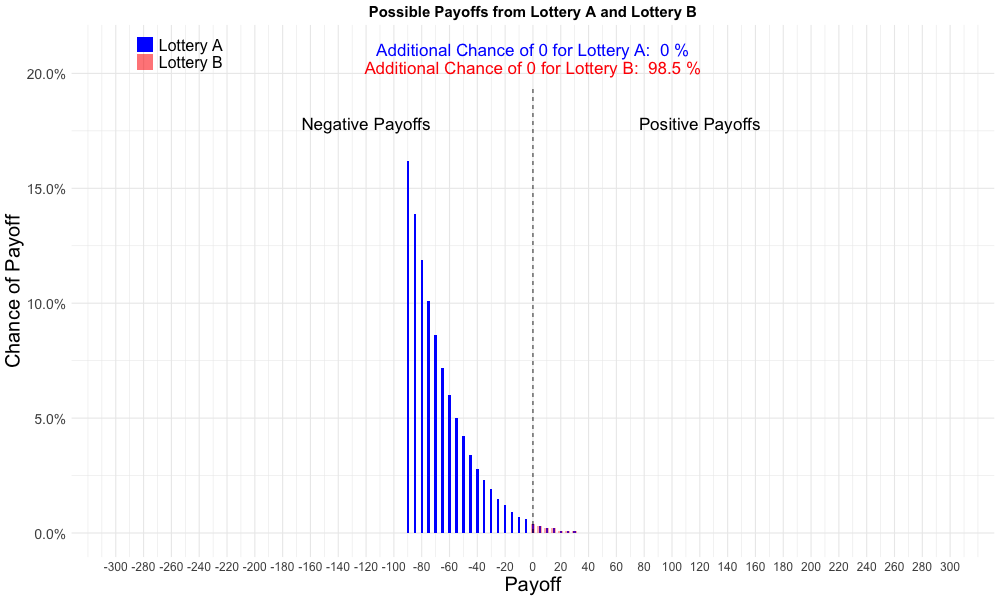 Possible Payoffs from Lottery A and Lottery B
Lottery A
Lottery B
Additional Chance of 0 for Lottery A:  0 %
Additional Chance of 0 for Lottery B:  98.5 %
Negative Payoffs
Positive Payoffs
Chance of Payoff
20.0%
15.0%
10.0%
5.0%
0.0%
-300 -280 -260 -240 -220 -200 -180 -160 -140 -120 -100 -80 -60 -40 -20 0 20 40 60 80 100 120 140 160 180 200 220 240 260 280 300
Payoff